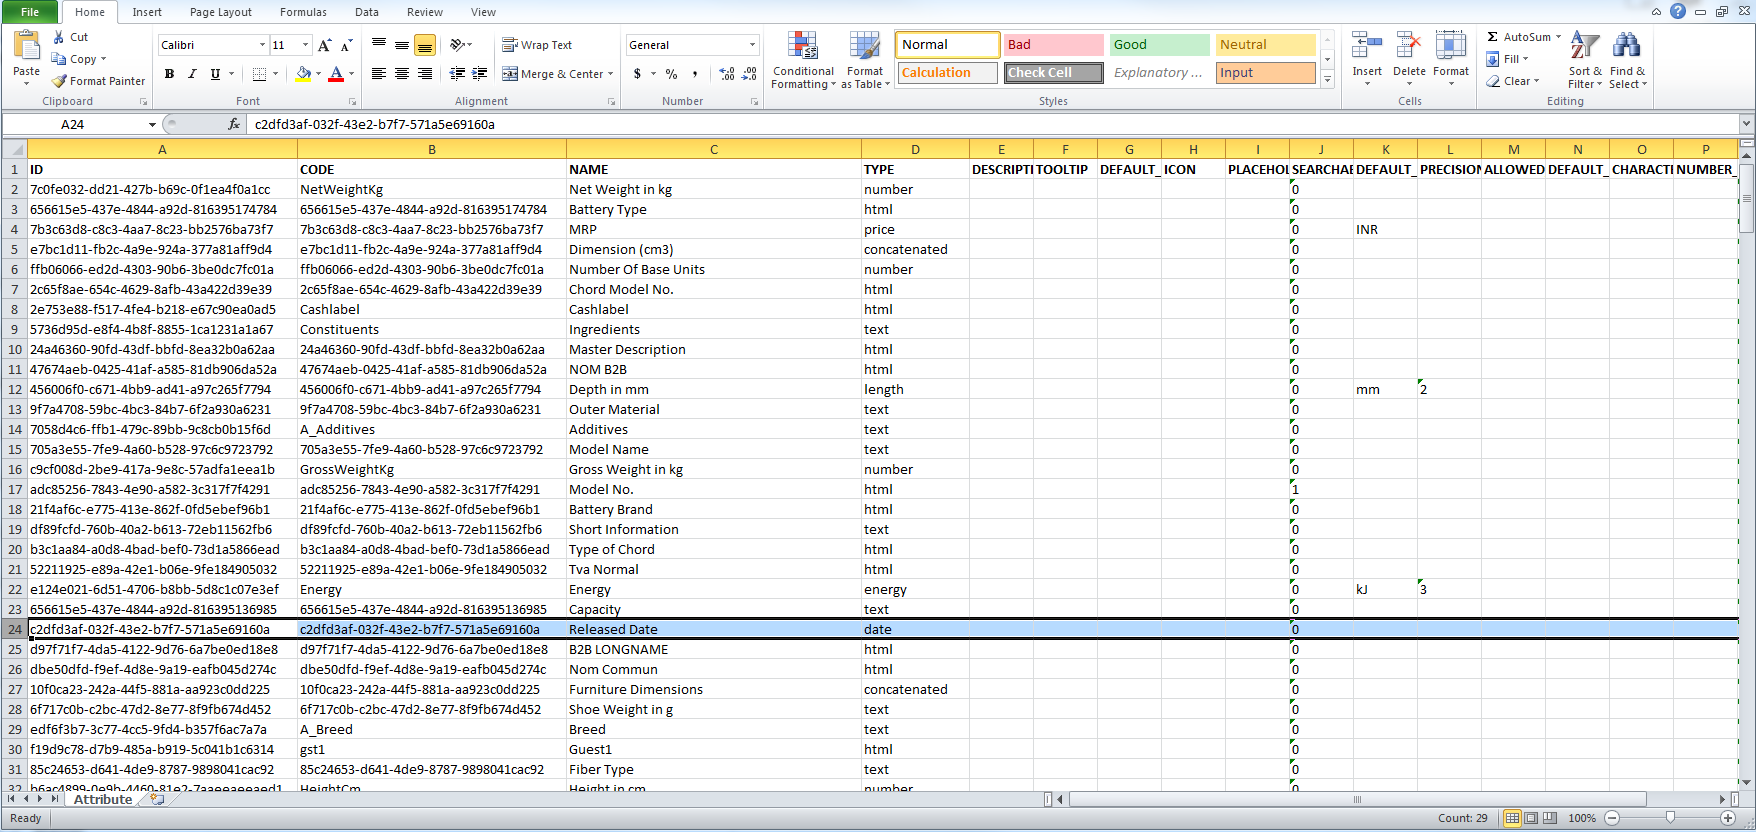 File Home Insert Page Layout Formulas Data Review View
Paste Cut Copy Format Painter Clipboard
Calibri 11 A A B I U A Font
Wrap Text Merge & Center Alignment
General $ % , .00 .00 Number
Conditional Formatting Format as Table
Normal Bad Good Neutral
Calculation Check Cell Explanatory ... Input
Styles
Insert Delete Format Cells
Σ AutoSum Fill Clear Sort & Filter Find & Select Editing
A24 fx c2dfd3af-032f-43e2-b7f7-571a5e69160a
A B C D E F G H I J K L M N O P
1 ID CODE NAME TYPE DESCRIPTI TOOLTIP DEFAULT_ ICON PLACEHOL SEARCHAE DEFAULT_ PRECISION ALLOWED DEFAULT_ CHARACTI NUMBER_
2 7c0fe032-dd21-427b-b69c-0f1ea4f0a1cc NetWeightKg Net Weight in kg number 0
3 656615e5-437e-4844-a92d-816395174784 656615e5-437e-4844-a92d-816395174784 Battery Type html 0
4 7b3c63d8-c8c3-4aa7-8c23-bb2576ba73f7 7b3c63d8-c8c3-4aa7-8c23-bb2576ba73f7 MRP price 0 INR
5 e7bc1d11-fb2c-4a9e-924a-377a81aff9d4 e7bc1d11-fb2c-4a9e-924a-377a81aff9d4 Dimension (cm3) concatenated 0
6 ffb06066-ed2d-4303-90b6-3be0dc7fc01a ffb06066-ed2d-4303-90b6-3be0dc7fc01a Number Of Base Units number 0
7 2c65f8ae-654c-4629-8afb-43a422d39e39 2c65f8ae-654c-4629-8afb-43a422d39e39 Chord Model No. html 0
8 2e753e88-f517-4fe4-b218-e67c90ea0ad5 Cashlabel Cashlabel html 0
9 5736d95d-e8f4-4b8f-8855-1ca1231a1a67 Constituents Ingredients text 0
10 24a46360-90fd-43df-bbfd-8ea32b0a62aa 24a46360-90fd-43df-bbfd-8ea32b0a62aa Master Description html 0
11 47674aeb-0425-41af-a585-81db906da52a 47674aeb-0425-41af-a585-81db906da52a NOM B2B html 0
12 456006f0-c671-4bb9-ad41-a97c265f7794 456006f0-c671-4bb9-ad41-a97c265f7794 Depth in mm length 0 mm 2
13 9f7a4708-59bc-4bc3-84b7-6f2a930a6231 9f7a4708-59bc-4bc3-84b7-6f2a930a6231 Outer Material text 0
14 7058d4c6-ffb1-479c-89bb-9c8cb0b15f6d A_Additives Additives text 0
15 705a3e55-7fe9-4a60-b528-97c6c9723792 705a3e55-7fe9-4a60-b528-97c6c9723792 Model Name text 0
16 c9cf008d-2be9-417a-9e8c-57adfa1eea1b GrossWeightKg Gross Weight in kg number 0
17 adc85256-7843-4e90-a582-3c317f7f4291 adc85256-7843-4e90-a582-3c317f7f4291 Model No. html 1
18 21f4af6c-e775-413e-862f-0fd5ebef96b1 21f4af6c-e775-413e-862f-0fd5ebef96b1 Battery Brand html 0
19 df89fcfd-760b-40a2-b613-72eb11562fb6 df89fcfd-760b-40a2-b613-72eb11562fb6 Short Information text 0
20 b3c1aa84-a0d8-4bad-bef0-73d1a5866ead b3c1aa84-a0d8-4bad-bef0-73d1a5866ead Type of Chord html 0
21 52211925-e89a-42e1-b06e-9fe184905032 52211925-e89a-42e1-b06e-9fe184905032 Tva Normal html 0
22 e124e021-6d51-4706-b8bb-5d8c1c07e3ef Energy Energy energy 0 kJ 3
23 656615e5-437e-4844-a92d-816395136985 656615e5-437e-4844-a92d-816395136985 Capacity text 0
24 c2dfd3af-032f-43e2-b7f7-571a5e69160a c2dfd3af-032f-43e2-b7f7-571a5e69160a Released Date date 0
25 d97f71f7-4da5-4122-9d76-6a7be0ed18e8 d97f71f7-4da5-4122-9d76-6a7be0ed18e8 B2B LONGNAME html 0
26 dbe50dfd-f9ef-4d8e-9a19-eafb045d274c dbe50dfd-f9ef-4d8e-9a19-eafb045d274c Nom Commun html 0
27 10f0ca23-242a-44f5-881a-aa923c0dd225 10f0ca23-242a-44f5-881a-aa923c0dd225 Furniture Dimensions concatenated 0
28 6f717c0b-c2bc-47d2-8e77-8f9fb674d452 6f717c0b-c2bc-47d2-8e77-8f9fb674d452 Shoe Weight in g text 0
29 edf6f3b7-3c77-4cc5-9fd4-b357f6ac7a7a A_Breed Breed text 0
30 f19d9c78-d7b9-485a-b919-5c041b1c6314 gst1 Guest1 html 0
31 85c24653-d641-4de9-8787-9898041cac92 85c24653-d641-4de9-8787-9898041cac92 Fiber Type text 0
32 HeightCm Height in cm number 0
Attribute
Ready Count: 29 100%